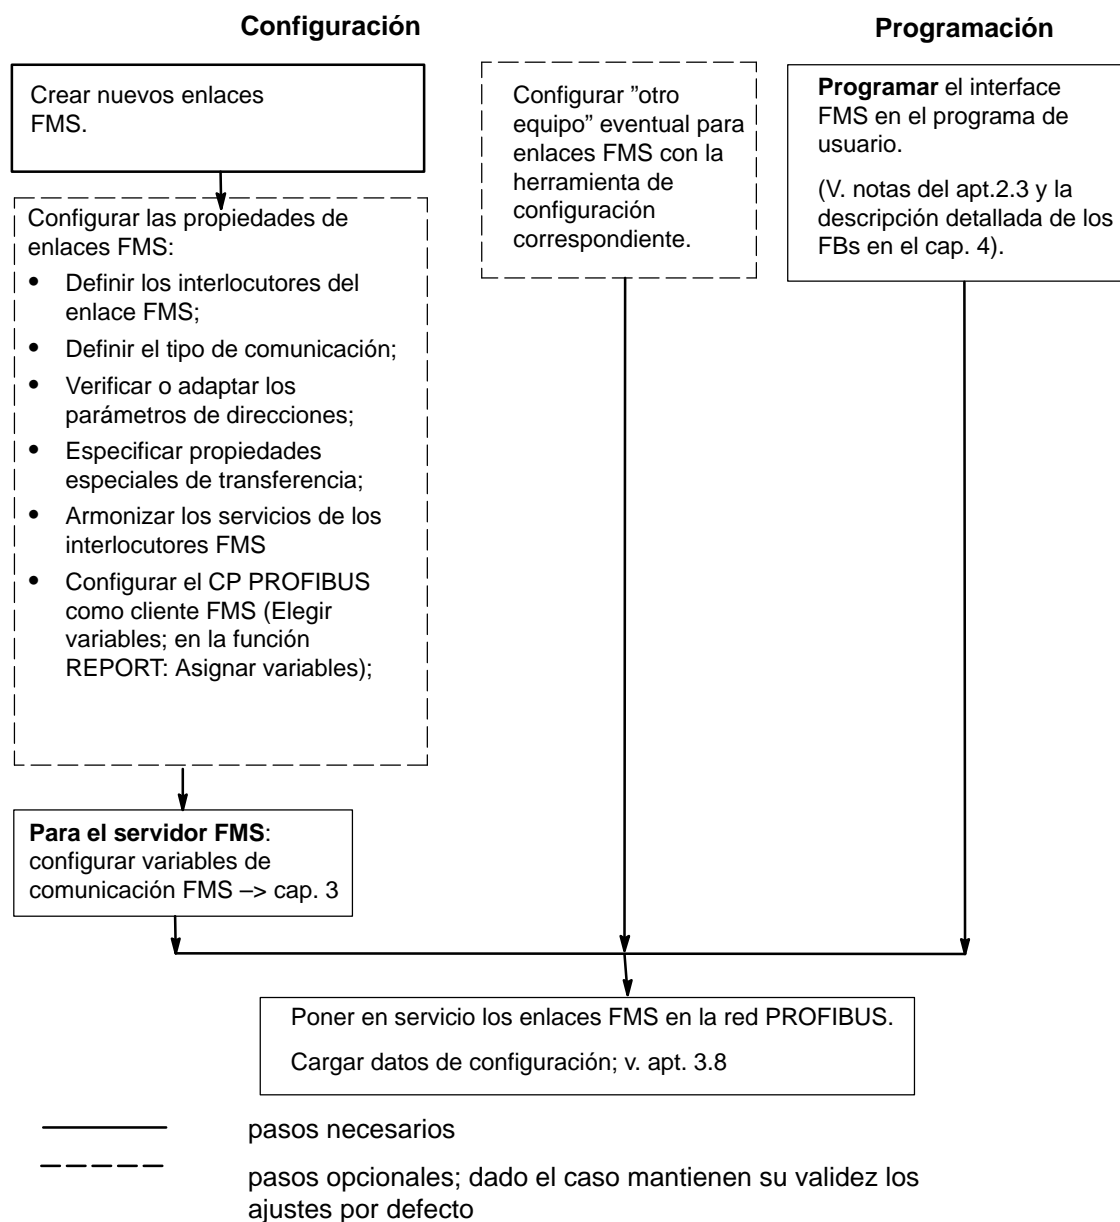 Configuración
Programación
Crear nuevos enlaces
FMS.
Configurar las propiedades de
enlaces FMS:
• Definir los interlocutores del
enlace FMS;
• Definir el tipo de comunicación;
• Verificar o adaptar los
parámetros de direcciones;
• Especificar propiedades
especiales de transferencia;
• Armonizar los servicios de los
interlocutores FMS
• Configurar el CP PROFIBUS
como cliente FMS (Elegir
variables; en la función
REPORT: Asignar variables);
Para el servidor FMS:
configurar variables de
comunicación FMS –> cap. 3
Configurar ”otro
equipo” eventual para
enlaces FMS con la
herramienta de
configuración
correspondiente.
Programar el interface
FMS en el programa de
usuario.
(V. notas del apt.2.3 y la
descripción detallada de los
FBs en el cap. 4).
Poner en servicio los enlaces FMS en la red PROFIBUS.
Cargar datos de configuración; v. apt. 3.8
pasos necesarios
pasos opcionales; dado el caso mantienen su validez los
ajustes por defecto